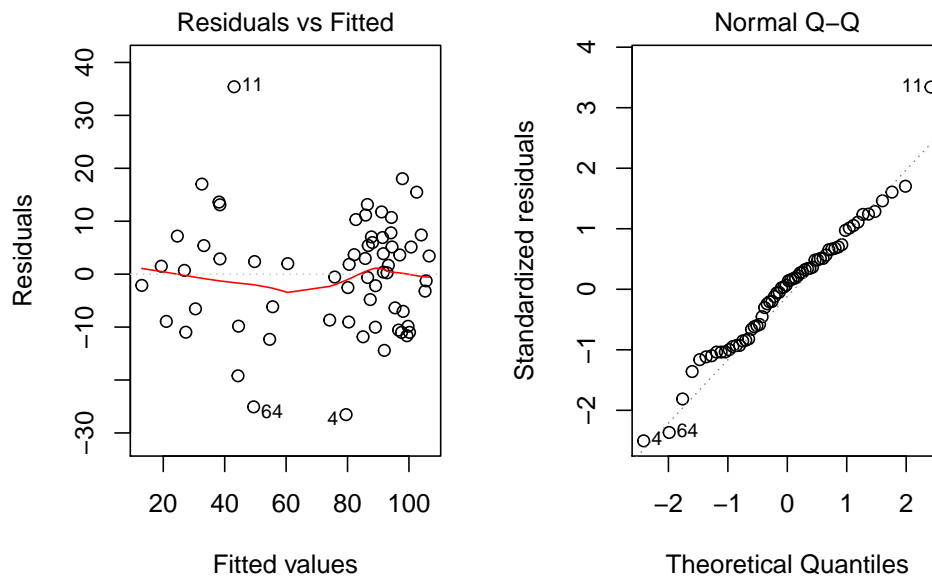 Residuals vs Fitted
40
30
20
10
0
−10
−30
20 40 60 80 100
Residuals
Fitted values
11
64
4
Normal Q−Q
4
3
2
1
0
−1
−2
−2 −1 0 1 2
Standardized residuals
Theoretical Quantiles
11
4
64